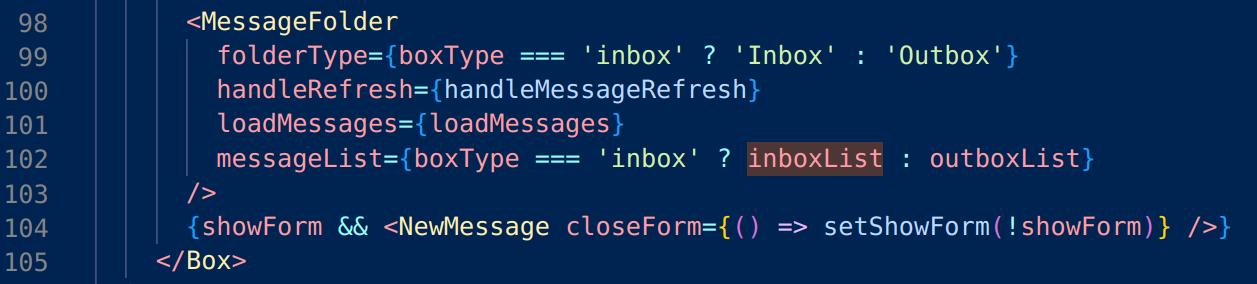 98 <MessageFolder
99 folderType={boxType === 'inbox' ? 'Inbox' : 'Outbox'}
100 handleRefresh={handleMessageRefresh}
101 loadMessages={loadMessages}
102 messageList={boxType === 'inbox' ? inboxList : outboxList}
103 />
104 {showForm && <NewMessage closeForm={() => setShowForm(!showForm)} />}
105 </Box>